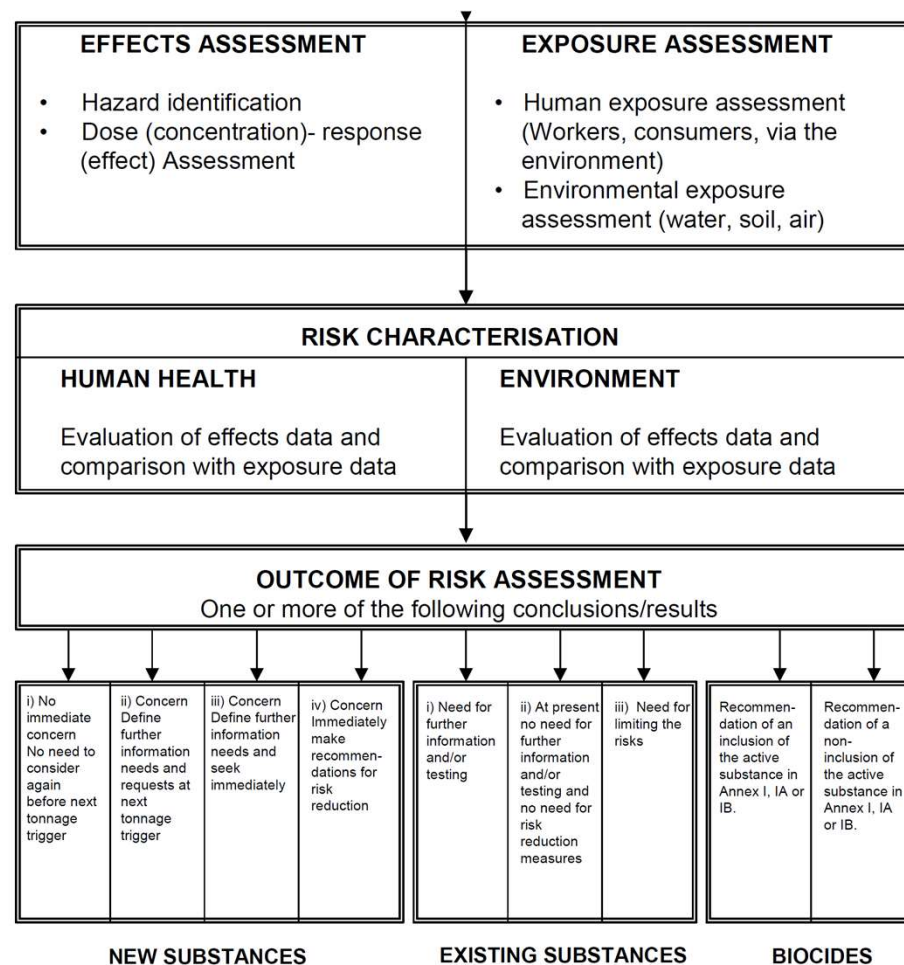 EFFECTS ASSESSMENT
• Hazard identification
• Dose (concentration)- response
(effect) Assessment
EXPOSURE ASSESSMENT
• Human exposure assessment
(Workers, consumers, via the
environment)
• Environmental exposure
assessment (water, soil, air)
RISK CHARACTERISATION
HUMAN HEALTH
Evaluation of effects data and
comparison with exposure data
ENVIRONMENT
Evaluation of effects data and
comparison with exposure data
OUTCOME OF RISK ASSESSMENT
One or more of the following conclusions/results
i) No
immediate
concern
No need to
consider
again
before next
tonnage
trigger
ii) Concern
Define
further
information
needs and
requests at
next
tonnage
trigger
iii) Concern
Define further
information
needs and
seek
immediately
iv) Concern
Immediately
make
recommen-
dations for
risk
reduction
i) Need for
further
information
and/or
testing
ii) At present
no need for
further
information
and/or
testing and
no need for
risk
reduction
measures
iii) Need for
limiting the
risks
Recommen-
dation of an
inclusion of
the active
substance in
Annex I, IA or
IB.
Recommen-
dation of a
non-
inclusion of
the active
substance in
Annex I, IA
or IB.
NEW SUBSTANCES
EXISTING SUBSTANCES
BIOCIDES